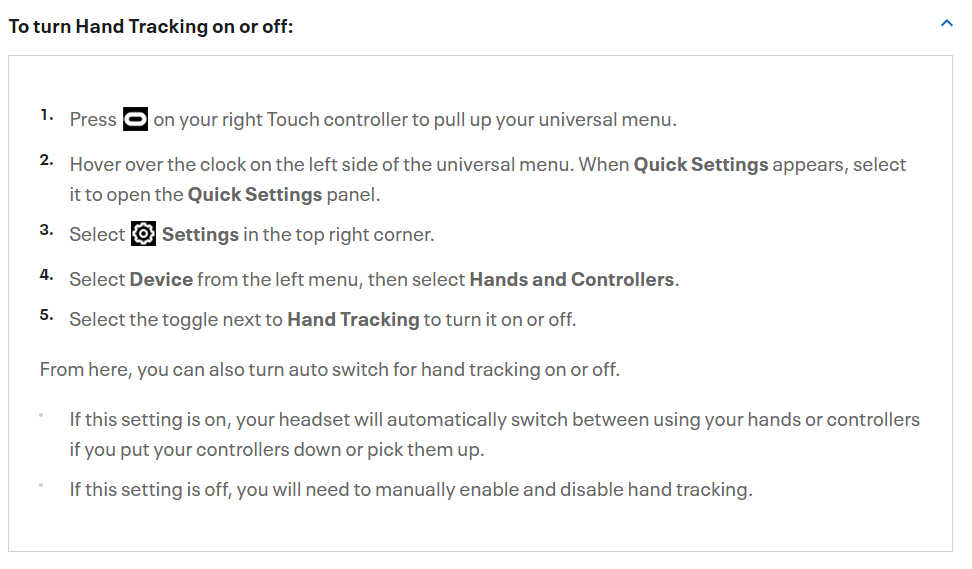 To turn Hand Tracking on or off:
1. Press on your right Touch controller to pull up your universal menu.
2. Hover over the clock on the left side of the universal menu. When Quick Settings appears, select
it to open the Quick Settings panel.
3. Select Settings in the top right corner.
4. Select Device from the left menu, then select Hands and Controllers.
5. Select the toggle next to Hand Tracking to turn it on or off.
From here, you can also turn auto switch for hand tracking on or off.
If this setting is on, your headset will automatically switch between using your hands or controllers
if you put your controllers down or pick them up.
If this setting is off, you will need to manually enable and disable hand tracking.